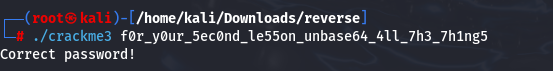 ┌──(root㉿kali)-[/home/kali/Downloads/reverse]
└─# ./crackme3 f0r_y0ur_5ec0nd_le55on_unbase64_4ll_7h3_7h1ng5
Correct password!